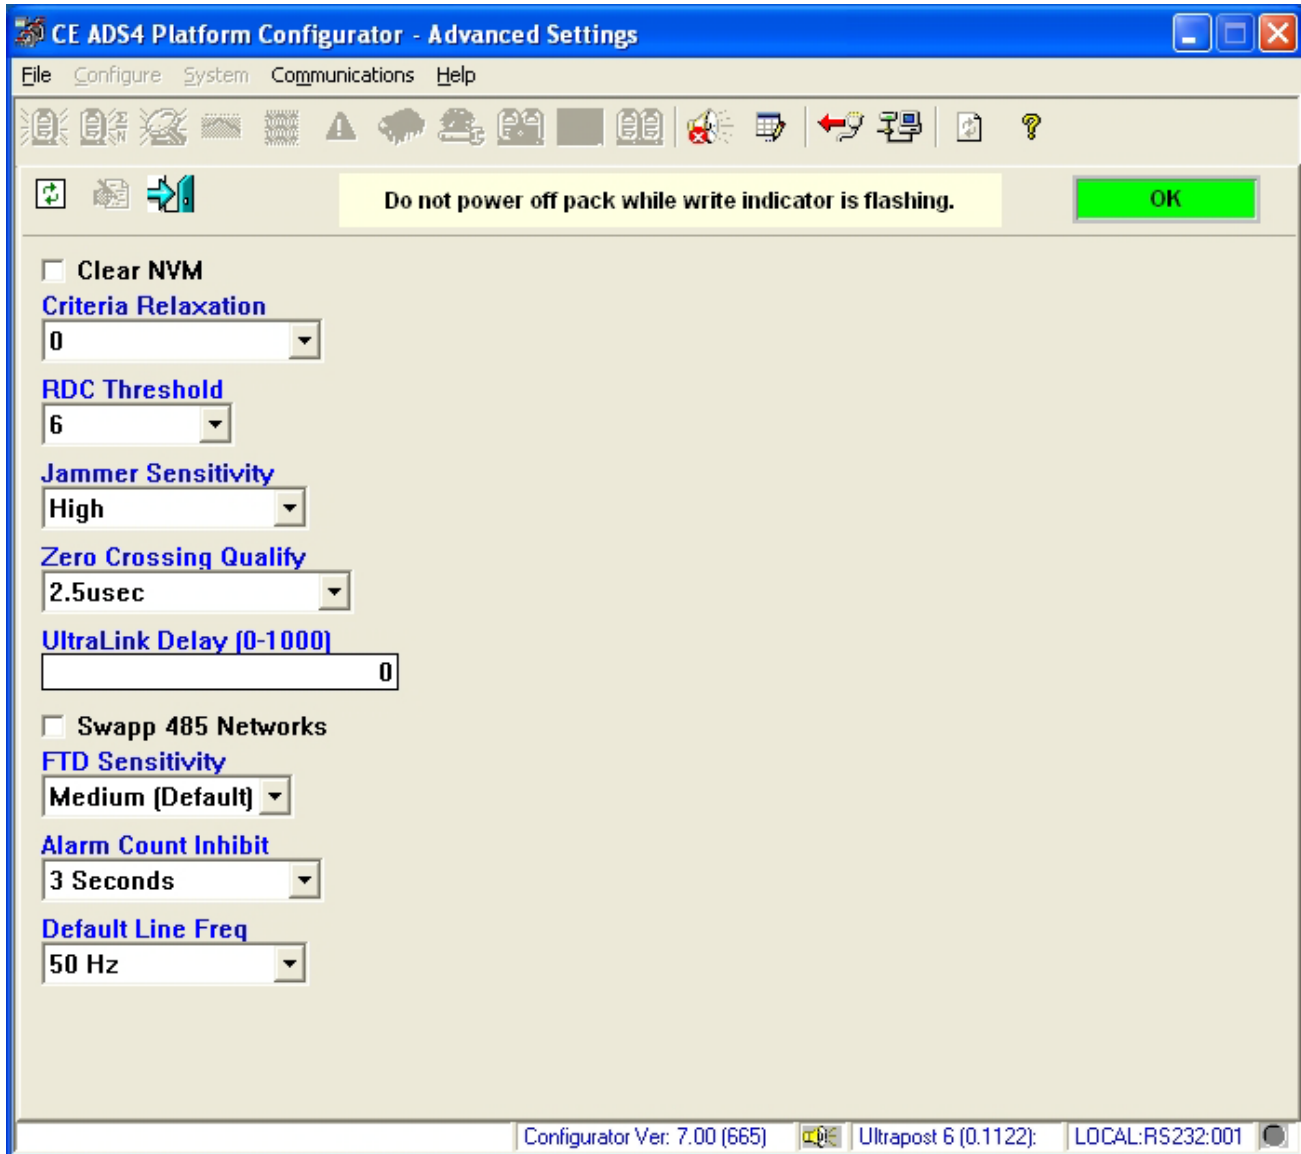 CE ADS4 Platform Configurator - Advanced Settings
File Configure System Communications Help
Do not power off pack while write indicator is flashing.
OK
Clear NVM
Criteria Relaxation
0
RDC Threshold
6
Jammer Sensitivity
High
Zero Crossing Qualify
2.5usec
UltraLink Delay (0-1000)
0
Swapp 485 Networks
FTD Sensitivity
Medium (Default)
Alarm Count Inhibit
3 Seconds
Default Line Freq
50 Hz
Configurator Ver: 7.00 (665) Ultrapost 6 (0.1122): LOCAL:RS232:001